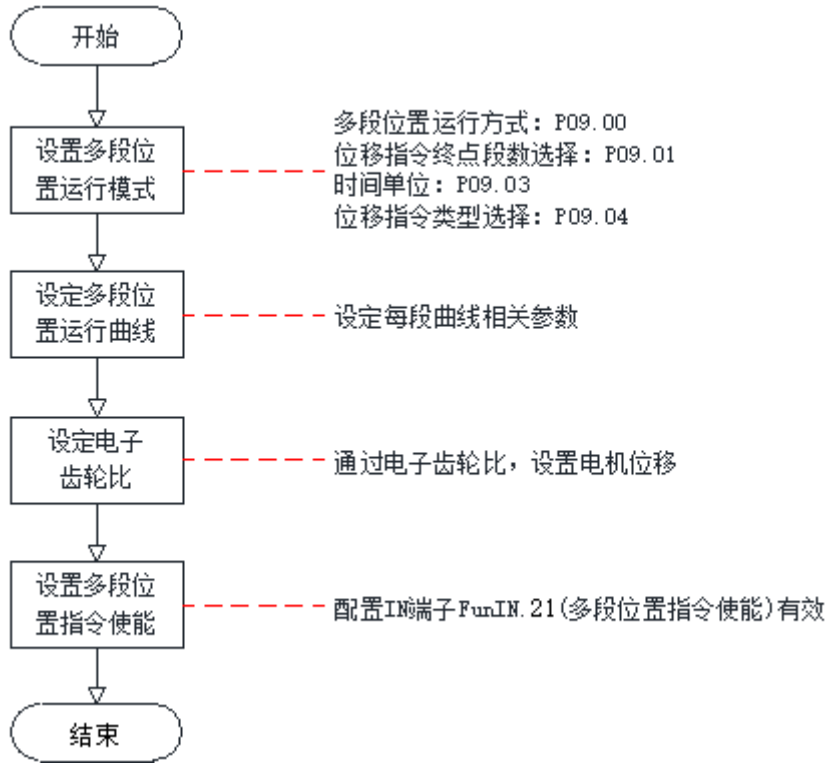 开始
设置多段位
置运行模式
多段位置运行方式：P09.00
位移指令终点段数选择：P09.01
时间单位：P09.03
位移指令类型选择：P09.04
设定多段位
置运行曲线
设定每段曲线相关参数
设定电子
齿轮比
通过电子齿轮比，设置电机位移
设置多段位
置指令使能
配置IN端子FunIN.21(多段位置指令使能)有效
结束